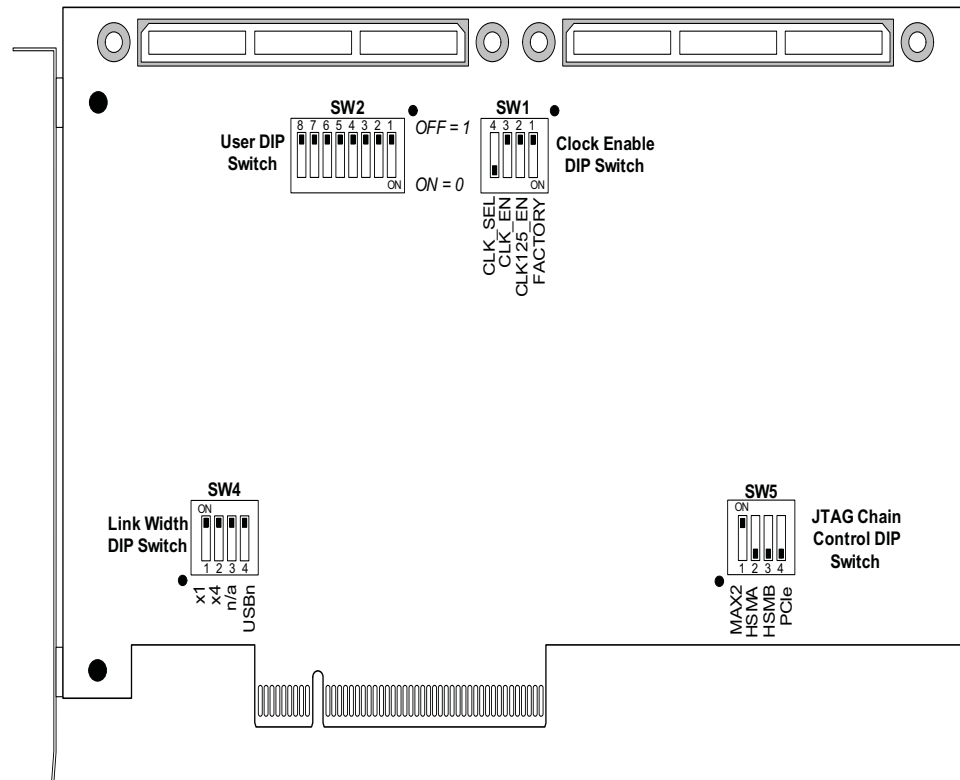 SW2
SW1
8 7 6 5 4 3 2 1
OFF = 1
4 3 2 1
User DIP
Switch
Clock Enable
DIP Switch
ON
ON = 0
ON
CLK_SEL
CLK_EN
CLK125_EN
FACTORY
SW4
SW5
ON
ON
Link Width
DIP Switch
JTAG Chain
Control DIP
Switch
1 2 3 4
1 2 3 4
x1
x4
n/a
USBn
MAX2
HSMA
HSMB
PCIe